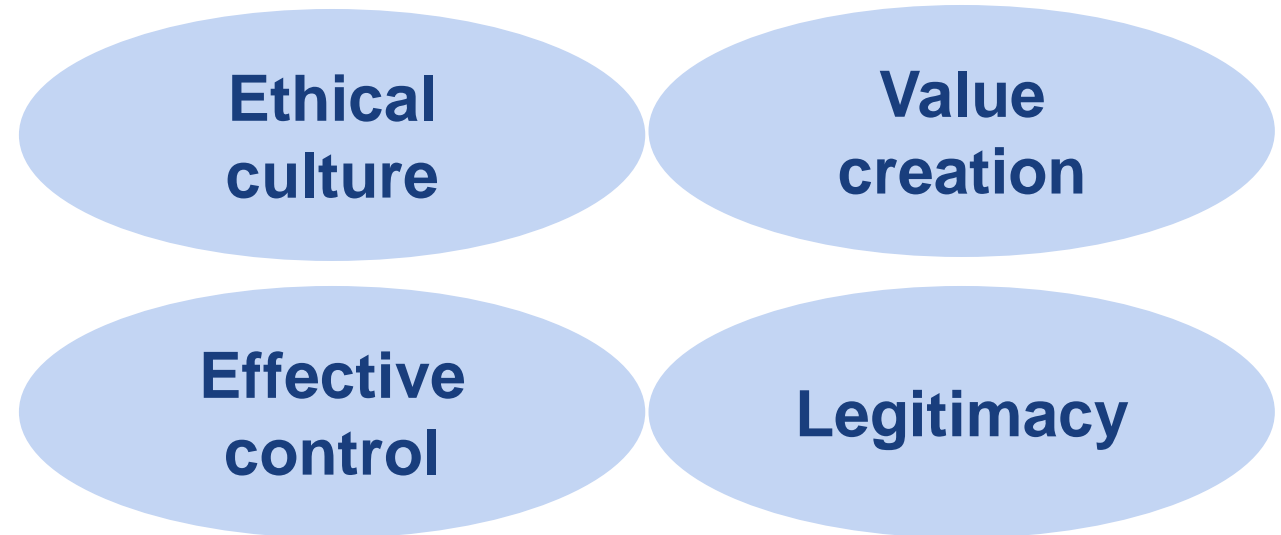 Ethical
culture
Value
creation
Effective
control
Legitimacy